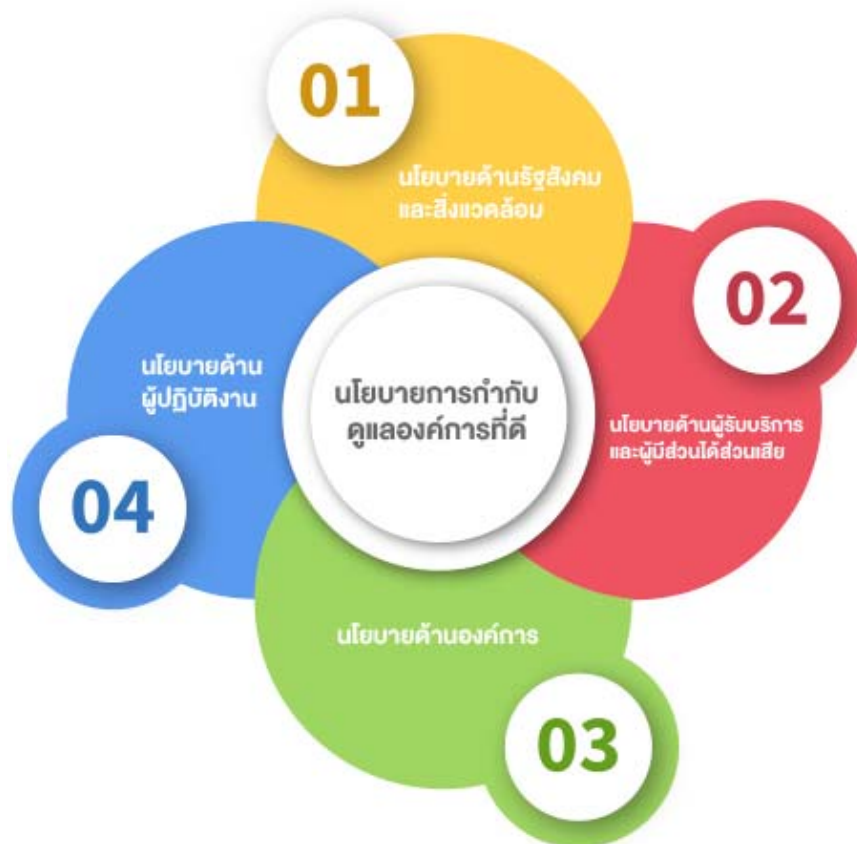 01
นโยบายด้านรัฐสังคม
และสิ่งแวดล้อม
02
นโยบายด้านผู้รับบริการ
และผู้มีส่วนได้ส่วนเสีย
03
นโยบายด้านองค์การ
04
นโยบายด้าน
ผู้ปฏิบัติงาน
นโยบายการกำกับ
ดูแลองค์การที่ดี